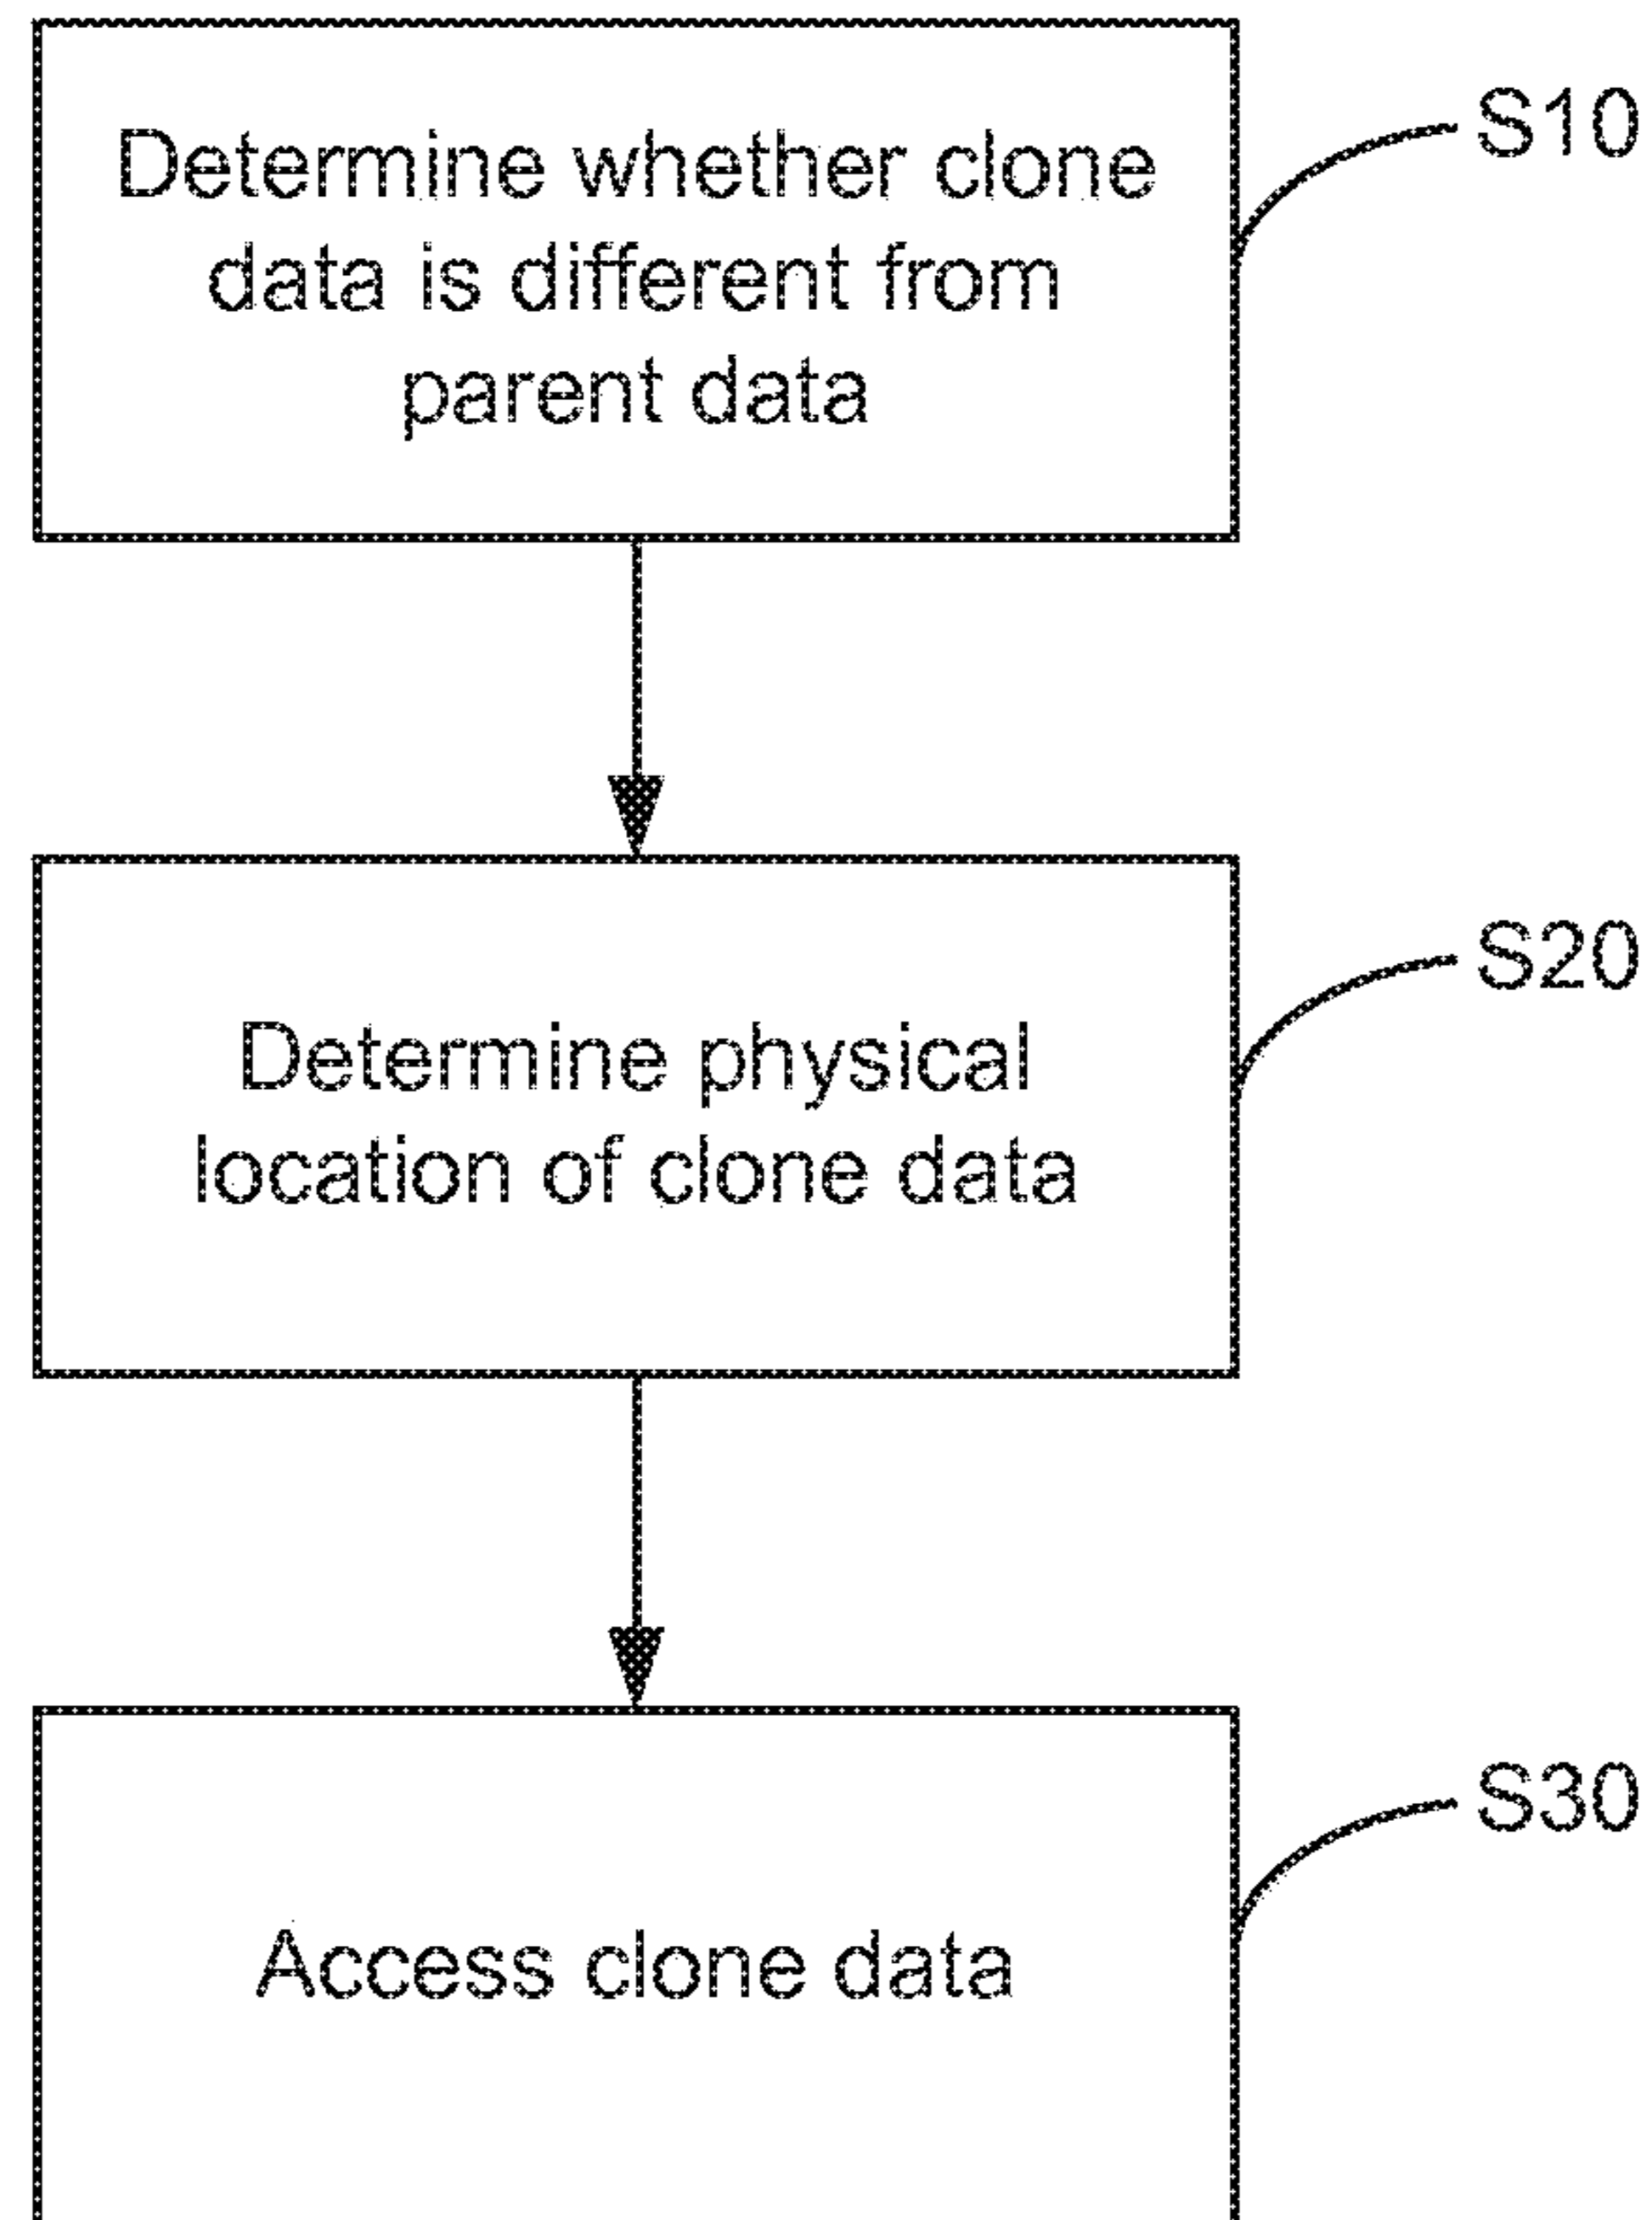 Determine whether clone
data is different from
parent data
S10
Determine physical
location of clone data
S20
Access clone data
S30